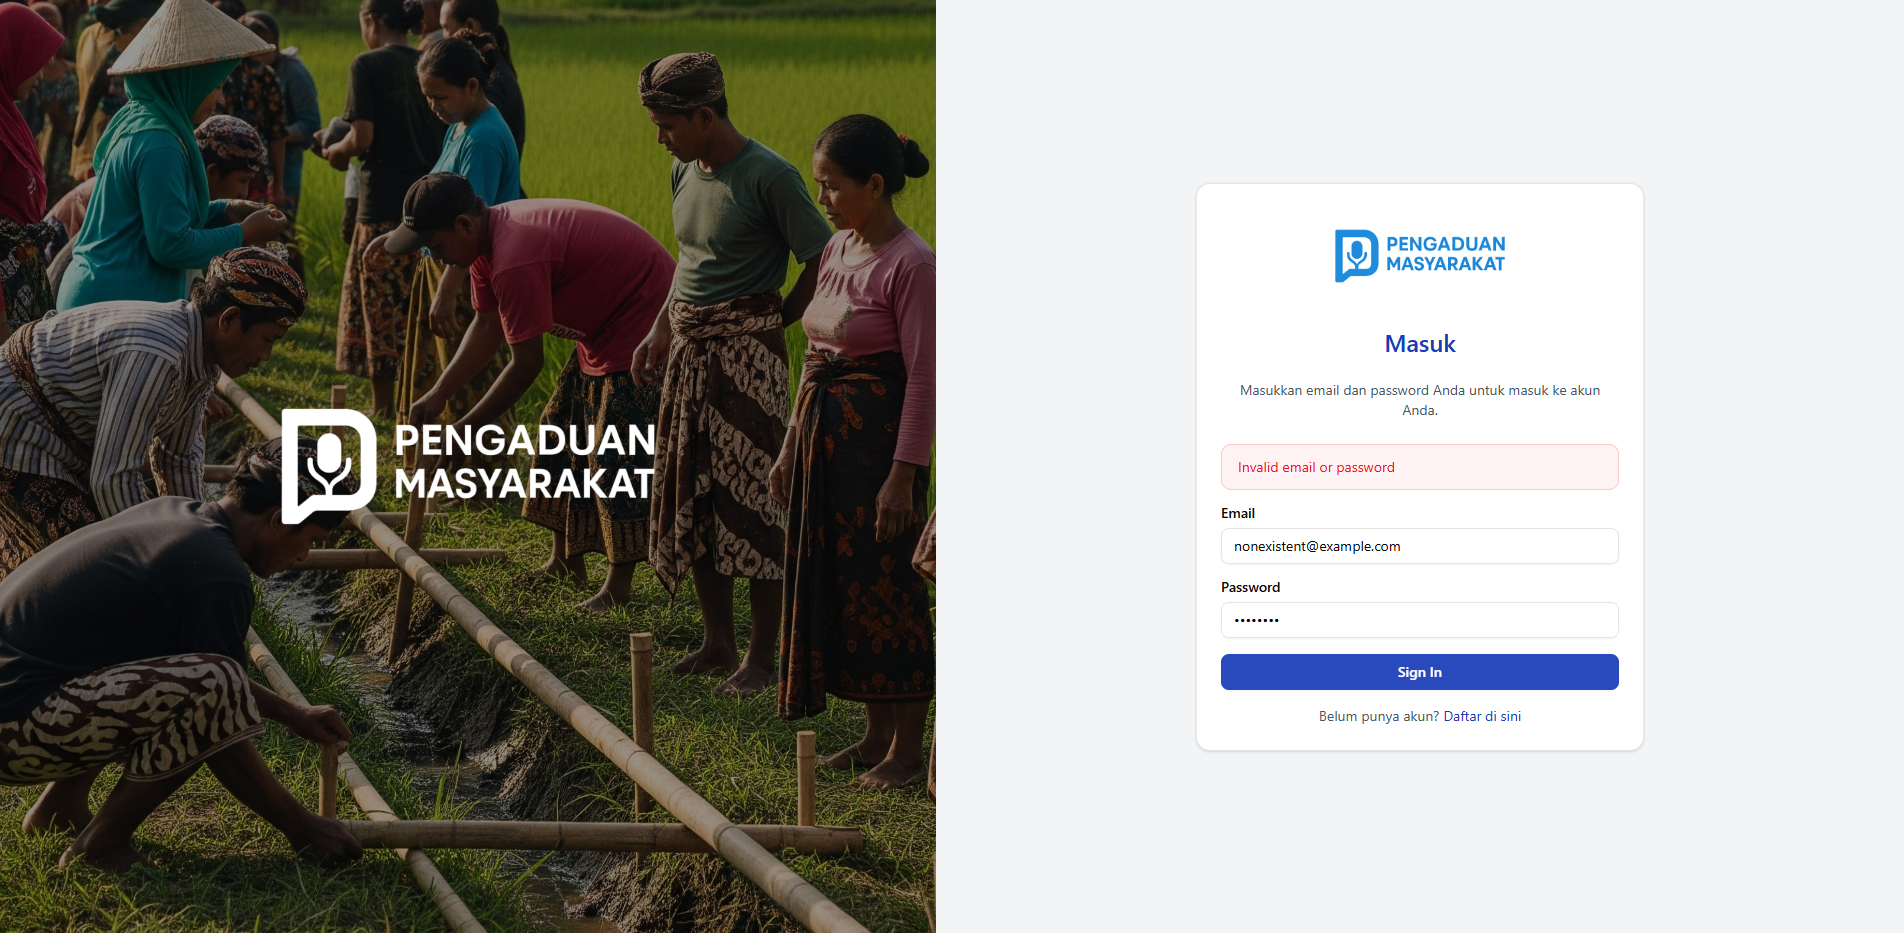 PENGADUAN
MASYARAKAT
PENGADUAN
MASYARAKAT
Masuk
Masukkan email dan password Anda untuk masuk ke akun
Anda.
Invalid email or password
Email
nonexistent@example.com
Password
••••••••
Sign In
Belum punya akun? Daftar di sini